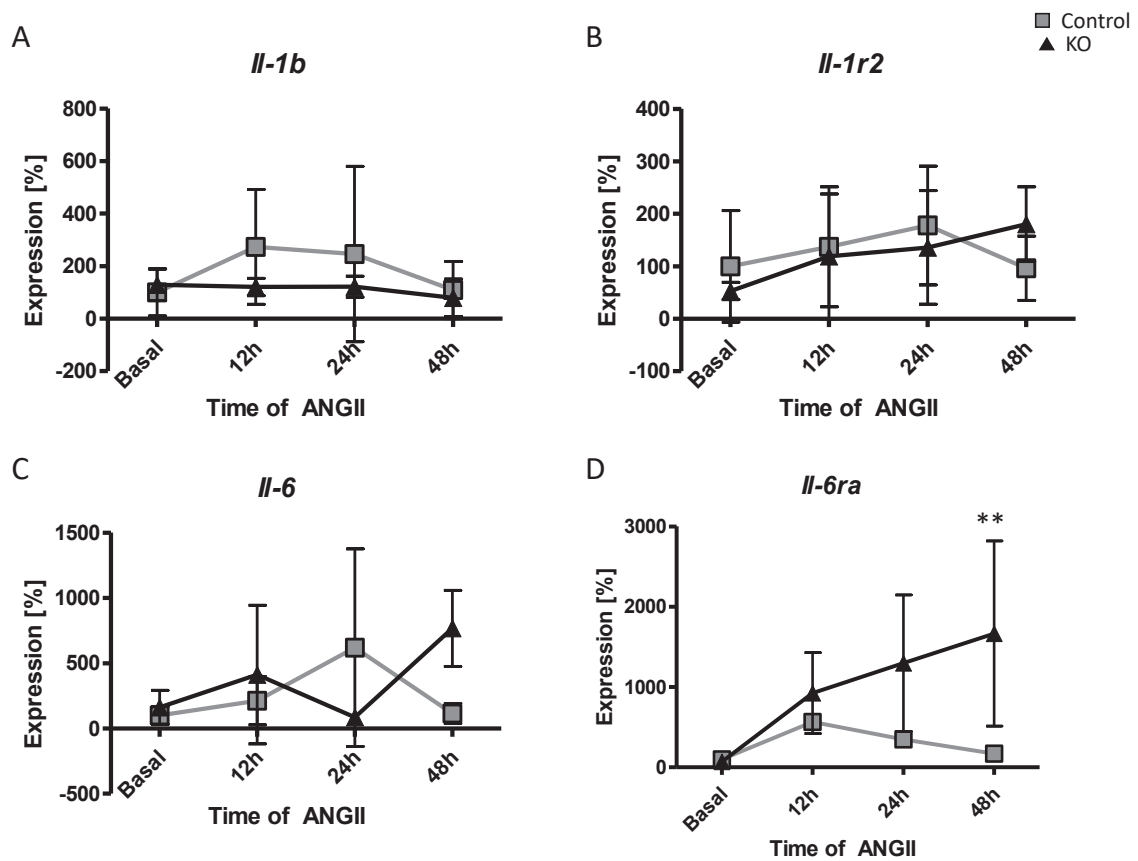 Control
KO
A
Il-1b
800
600
400
200
0
-200
Expression [%]
Basal
12h
24h
48h
Time of ANGII
B
Il-1r2
400
300
200
100
0
-100
Expression [%]
Basal
12h
24h
48h
Time of ANGII
C
Il-6
1500
1000
500
0
-500
Expression [%]
Basal
12h
24h
48h
Time of ANGII
D
Il-6ra
**
3000
2000
1000
0
Expression [%]
Basal
12h
24h
48h
Time of ANGII